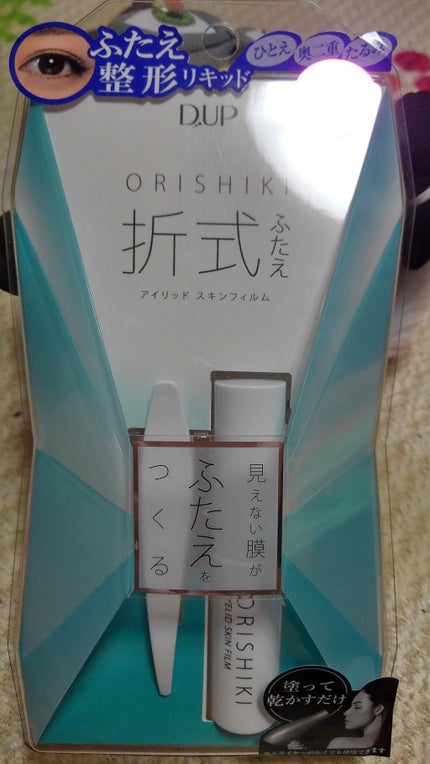 ふたえ
整形リキッド
ひとえ 奥二重 たるみ
D.UP
ORISHIKI
折式ふたえ
アイリッド スキンフィルム
見えない膜が
ふたえを
つくる
ORISHIKI
EYELID SKIN FILM
塗って
乾かすだけ